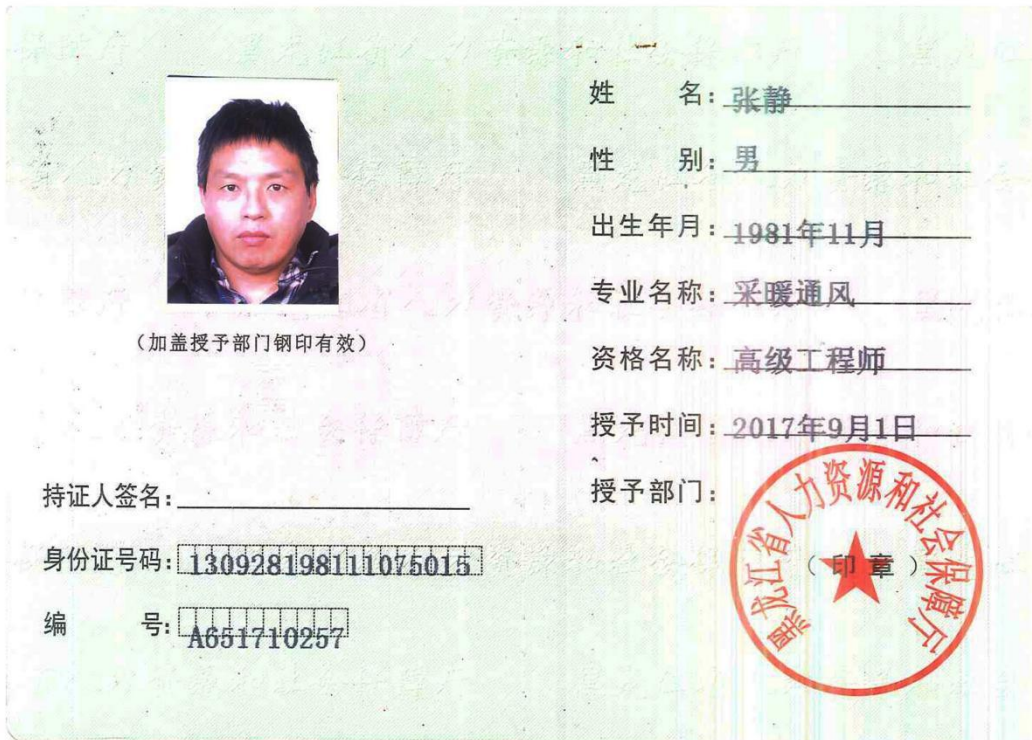 （加盖授予部门钢印有效）
持证人签名：
身份证号码：130928198111075015
编 号：A651710257
姓 名：张静
性 别：男
出生年月：1981年11月
专业名称：采暖通风
资格名称：高级工程师
授予时间：2017年9月1日
授予部门：
黑龙江省人力资源和社会保障厅
（印章）